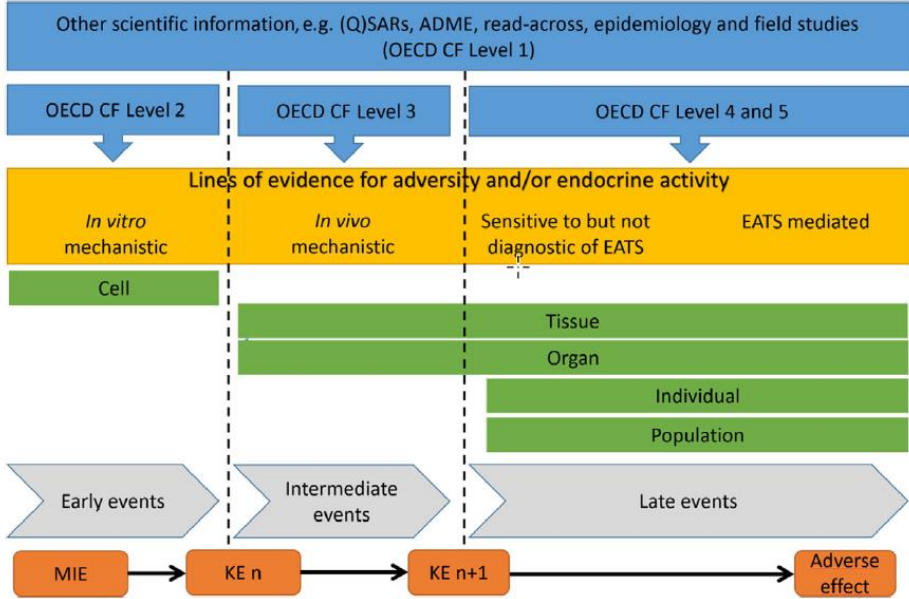 Other scientific information, e.g. (Q)SARs, ADME, read-across, epidemiology and field studies
(OECD CF Level 1)
OECD CF Level 2
OECD CF Level 3
OECD CF Level 4 and 5
Lines of evidence for adversity and/or endocrine activity
In vitro
mechanistic
In vivo
mechanistic
Sensitive to but not
diagnostic of EATS
EATS mediated
Cell
Tissue
Organ
Individual
Population
Early events
Intermediate
events
Late events
MIE
KE n
KE n+1
Adverse
effect